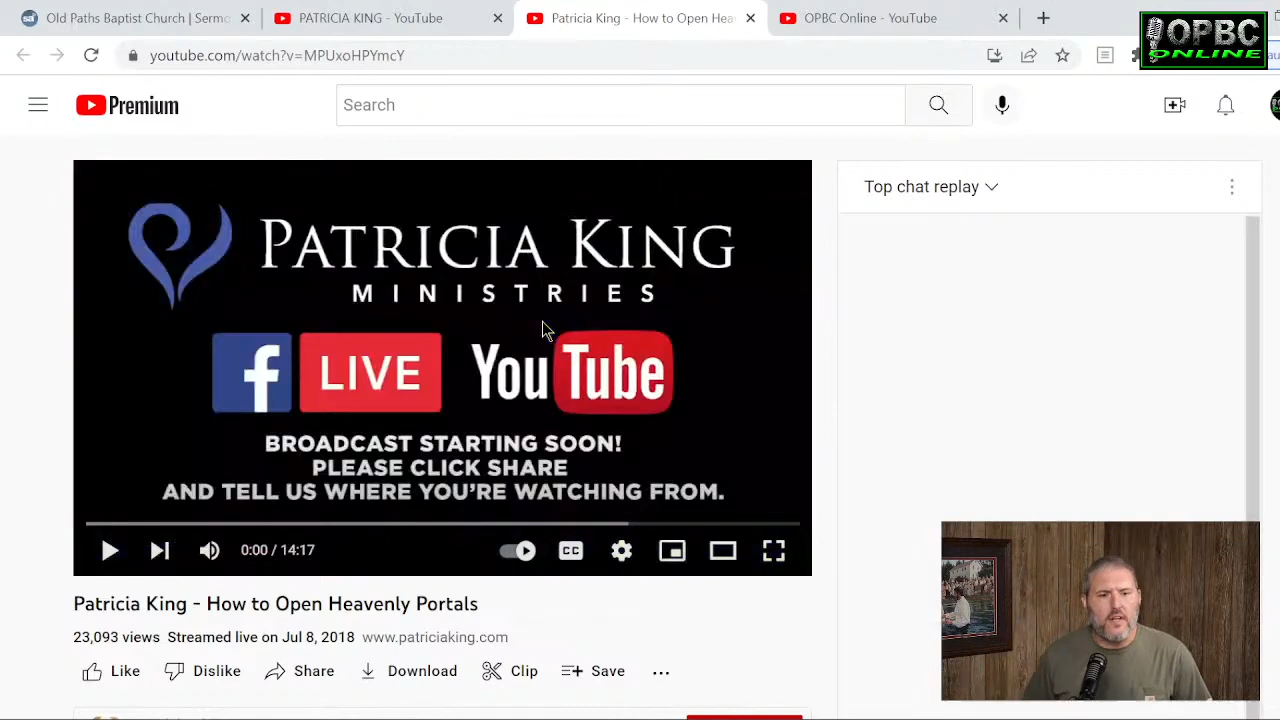 Old Paths Baptist Church | Sermo
PATRICIA KING - YouTube
Patricia King - How to Open Hea
OPBC Online - YouTube
OPBC
ONLINE
youtube.com/watch?v=MPUxoHPYmcY
Premium
Search
PATRICIA KING
MINISTRIES
f LIVE YouTube
BROADCAST STARTING SOON!
PLEASE CLICK SHARE
AND TELL US WHERE YOU'RE WATCHING FROM.
0:00 / 14:17
CC
Top chat replay
Patricia King - How to Open Heavenly Portals
23,093 views Streamed live on Jul 8, 2018 www.patriciaking.com
Like Dislike Share Download Clip Save ...